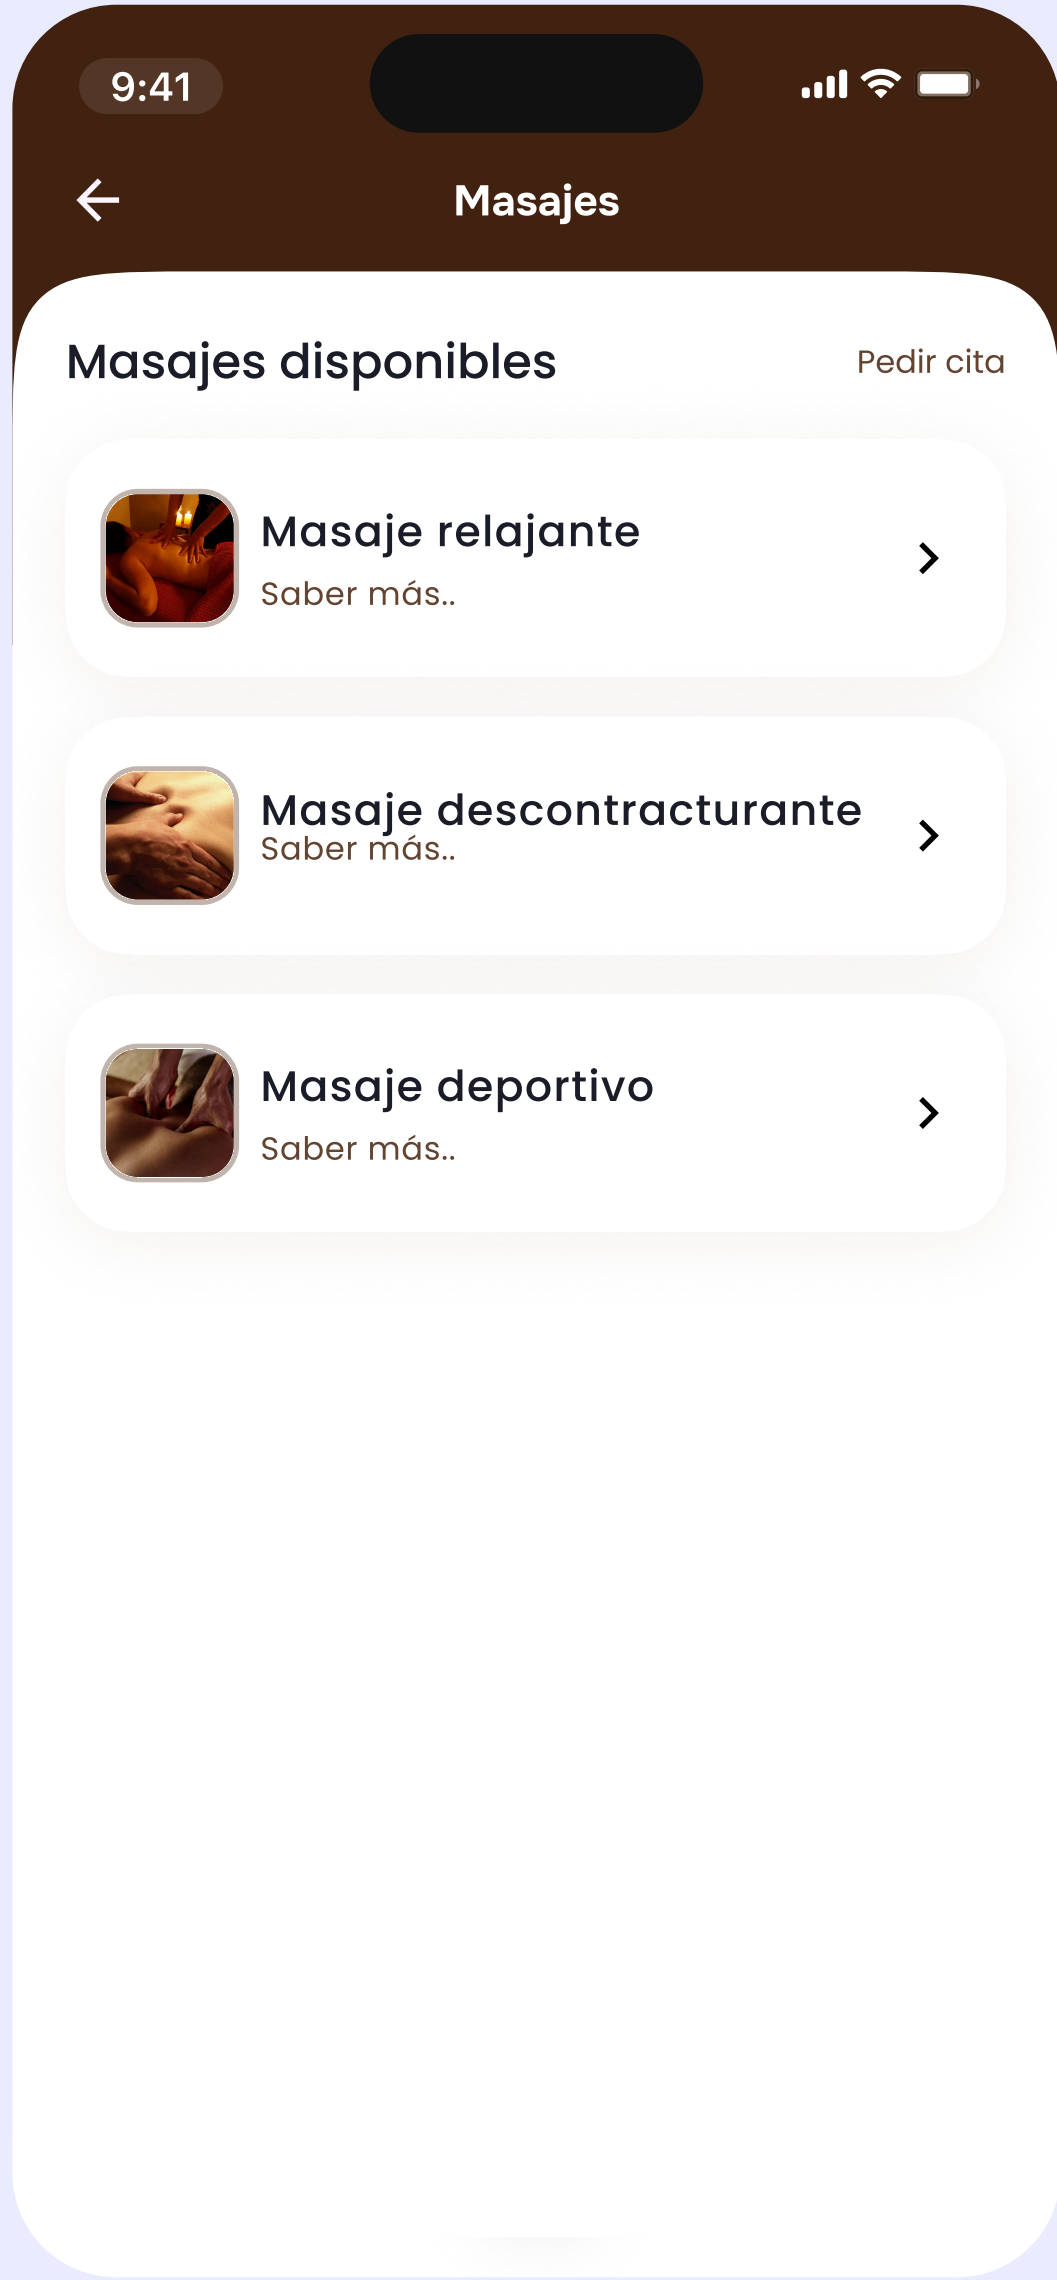 9:41
Masajes
Masajes disponibles
Pedir cita
Masaje relajante
Saber más..
Masaje descontracturante
Saber más..
Masaje deportivo
Saber más..